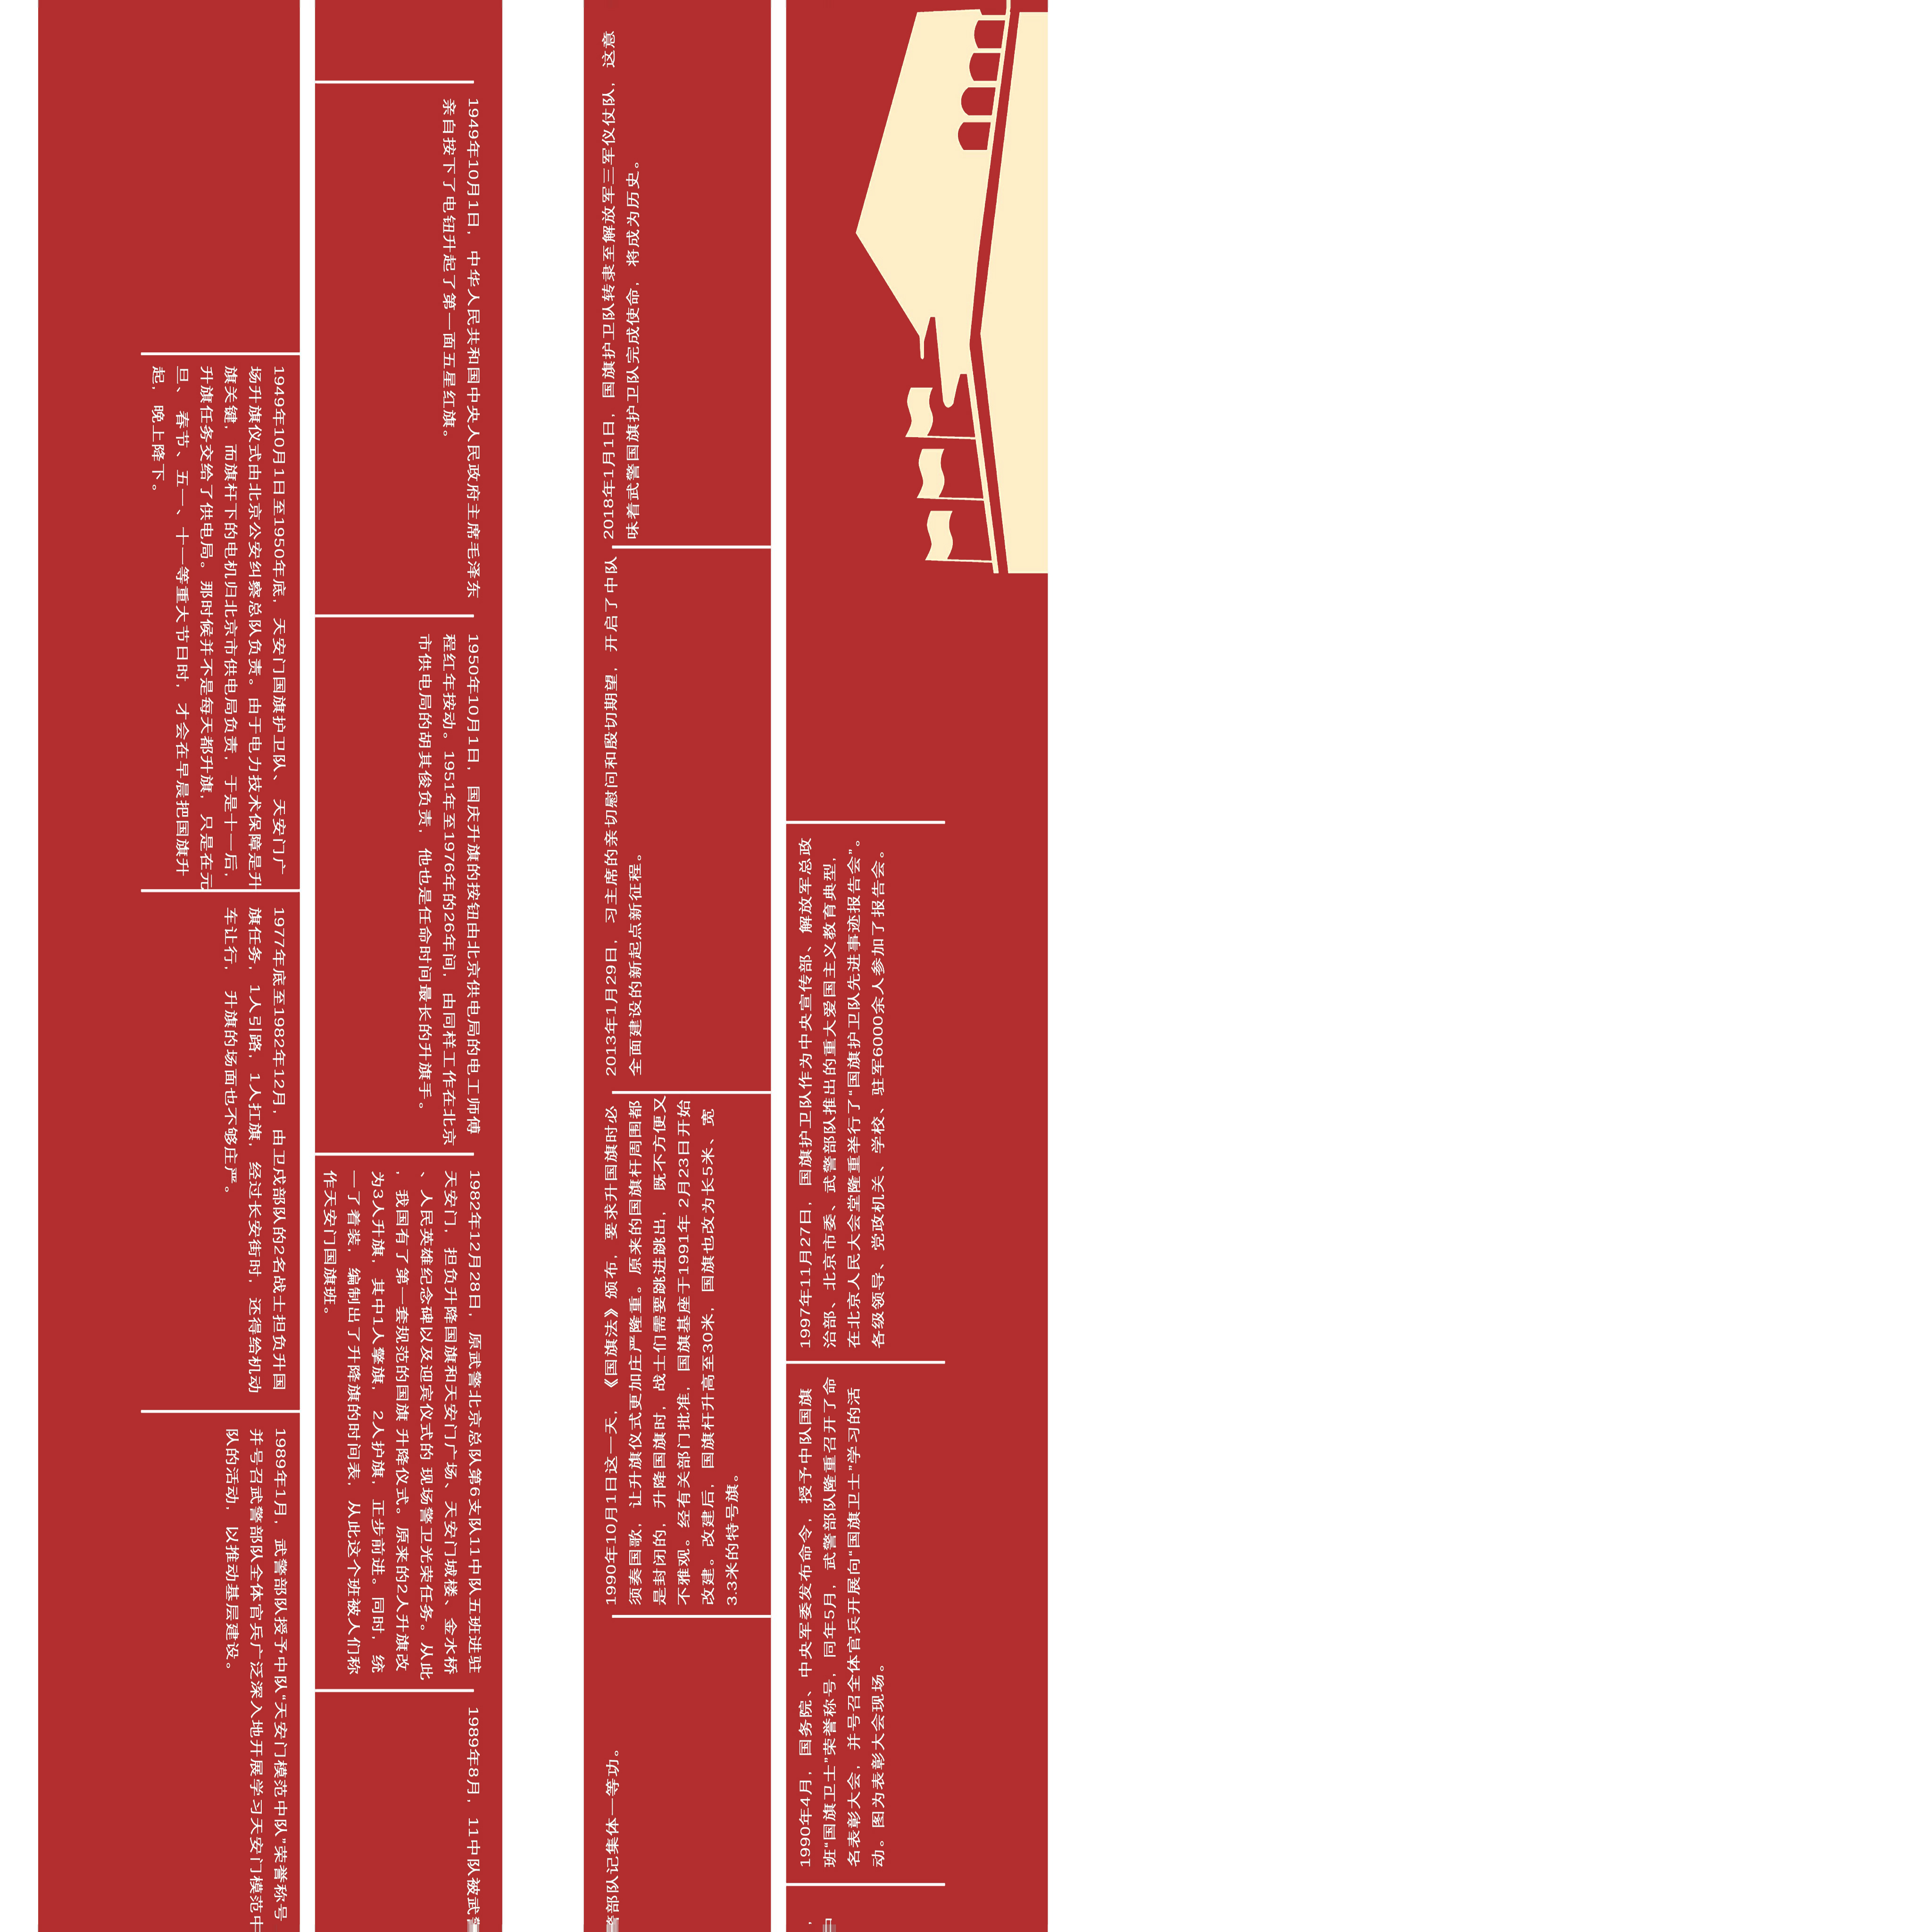 1949年10月1日至1950年底，天安门国旗护卫队、天安门广
场升旗仪式由北京公安纠察总队负责。由于电力技术保障是升
旗关键，而旗杆下的电机归北京市供电局负责，于是十一后，
升旗任务交给了供电局。那时候并不是每天都升旗，只是在元
旦、春节、五一、十一等重大节日时，才会在早晨把国旗升
起，晚上降下。
1977年底至1982年12月，由卫戍部队的2名战士担负升国
旗任务，1人引路，1人扛旗，经过长安街时，还得给机动
车让行，升旗的场面也不够庄严。
1989年1月，武警部队授予中队“天安门模范中队”荣誉称号
并号召武警部队全体官兵广泛深入地开展学习天安门模范中
队的活动，以推动基层建设。
1949年10月1日，中华人民共和国中央人民政府主席毛泽东
亲自按下了电钮升起了第一面五星红旗。
1950年10月1日，国庆升旗的按钮由北京供电局的电工师傅
程红年按动。1951年至1976年的26年间，由同样工作在北京
市供电局的胡其俊负责，他也是任命时间最长的升旗手。
1982年12月28日，原武警北京总队第6支队11中队五班进驻
天安门，担负升降国旗和天安门广场、天安门城楼、金水桥
、人民英雄纪念碑以及迎宾仪式的 现场警卫光荣任务。从此
，我国有了第一套规范的国旗 升降仪式。原来的2人升旗改
为3人升旗，其中1人擎旗，2人护旗，正步前进。同时，统
一了着装，编制出了升降旗的时间表，从此这个班被人们称
作天安门国旗班。
1989年8月，11中队被武警
警部队记集体一等功。
1990年10月1日这一天，《国旗法》颁布，要求升国旗时必
须奏国歌，让升旗仪式更加庄严隆重。原来的国旗杆周围都
是封闭的，升降国旗时，战士们需要跳进跳出，既不方便又
不雅观。经有关部门批准，国旗基座于1991年 2月23日开始
改建。改建后，国旗杆升高至30米，国旗也改为长5米、宽
3.3米的特号旗。
2013年1月29日，习主席的亲切慰问和殷切期望，开启了中队
全面建设的新起点新征程。
2018年1月1日，国旗护卫队转隶至解放军三军仪仗队，这意
味着武警国旗护卫队完成使命，将成为历史。
，
中
1990年4月，国务院、中央军委发布命令，授予中队国旗
班“国旗卫士”荣誉称号，同年5月，武警部队隆重召开了命
名表彰大会，并号召全体官兵开展向“国旗卫士”学习的活
动。图为表彰大会现场。
1997年11月27日，国旗护卫队作为中央宣传部、解放军总政
治部、北京市委、武警部队推出的重大爱国主义教育典型，
在北京人民大会堂隆重举行了“国旗护卫队先进事迹报告会”。
各级领导、党政机关、学校、驻军6000余人参加了报告会。